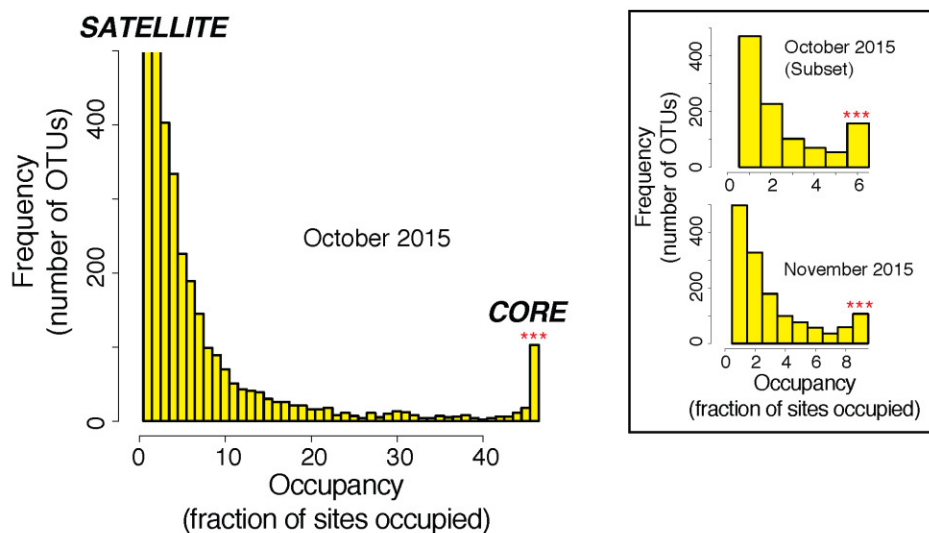 SATELLITE
Frequency
(number of OTUs)
400
200
0
October 2015
CORE
***
0 10 20 30 40
Occupancy
(fraction of sites occupied)
Frequency
(number of OTUs)
October 2015
(Subset)
400
200
0
***
0 2 4 6
November 2015
400
200
0
***
0 2 4 6 8
Occupancy
(fraction of sites occupied)